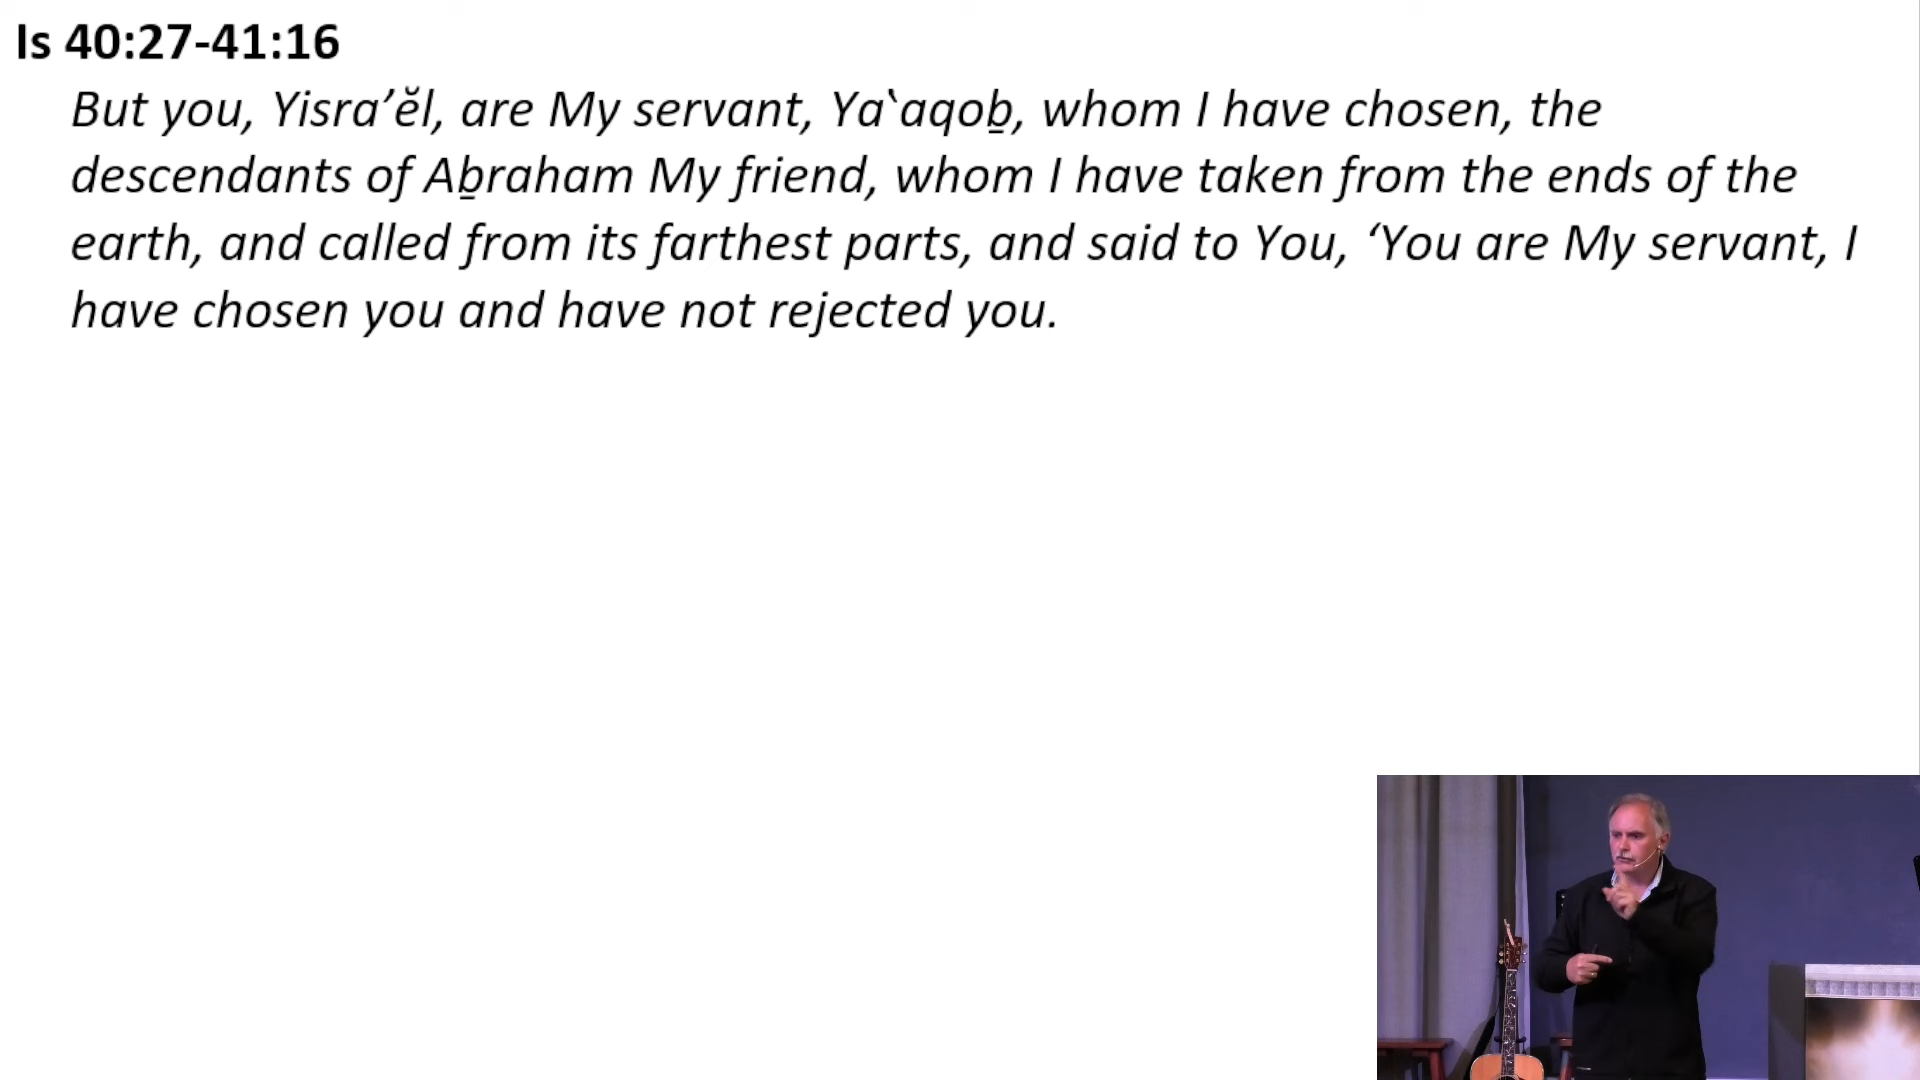 Is 40:27-41:16
But you, Yisra’ĕl, are My servant, Ya‛aqoḇ, whom I have chosen, the
descendants of Aḇraham My friend, whom I have taken from the ends of the
earth, and called from its farthest parts, and said to You, ‘You are My servant, I
have chosen you and have not rejected you.